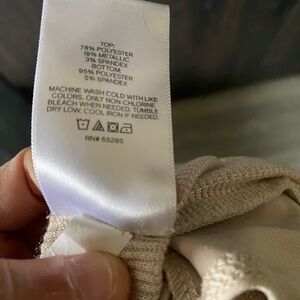 TOP:
78% POLYESTER
19% METALLIC
3% SPANDEX
BOTTOM:
95% POLYESTER
5% SPANDEX
MACHINE WASH COLD WITH LIKE
COLORS, ONLY NON-CHLORINE
BLEACH WHEN NEEDED. TUMBLE
DRY LOW. COOL IRON IF NEEDED.
RN# 55285